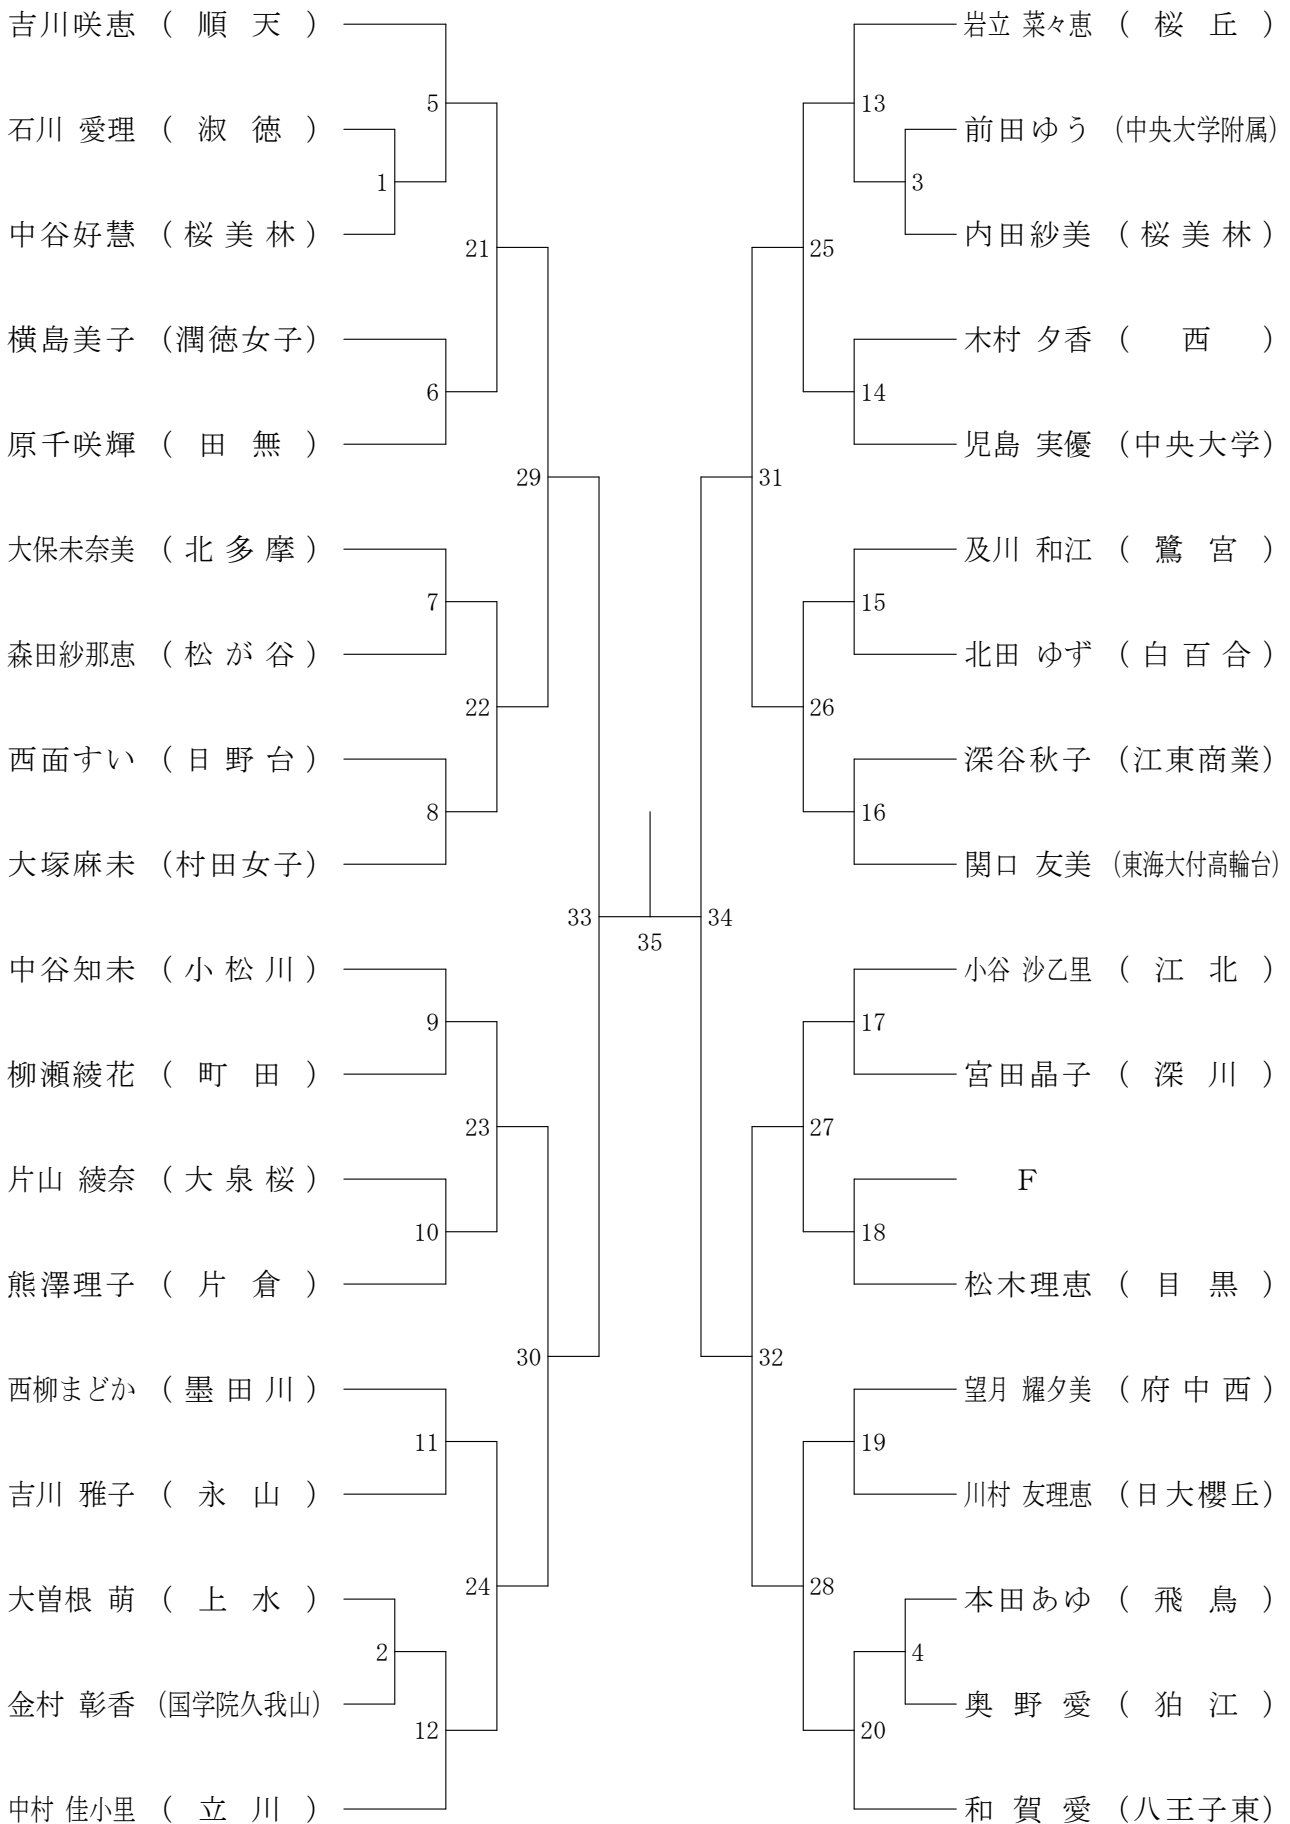 吉川咲恵 （ 順 天 ）
5
石川 愛理 （ 淑 徳 ）
1
中谷好慧 （ 桜 美 林 ）
21
横島美子 （潤徳女子）
6
原千咲輝 （ 田 無 ）
29
大保未奈美 （ 北 多 摩 ）
7
森田紗那恵 （ 松 が 谷 ）
22
西面すい （ 日 野 台 ）
8
大塚麻未 （村田女子）
33
中谷知未 （ 小 松 川 ）
9
柳瀬綾花 （ 町 田 ）
23
片山 綾奈 （ 大 泉 桜 ）
10
熊澤理子 （ 片 倉 ）
30
西柳まどか （ 墨 田 川 ）
11
吉川 雅子 （ 永 山 ）
24
大曽根 萌 （ 上 水 ）
2
金村 彰香 （国学院久我山）
12
中村 佳小里 （ 立 川 ）
35
岩立 菜々恵 （ 桜 丘 ）
13
前田ゆう （中央大学附属）
3
内田紗美 （ 桜 美 林 ）
25
木村 夕香 （ 西 ）
14
児島 実優 （中央大学）
31
及川 和江 （ 鷺 宮 ）
15
北田 ゆず （ 白 百 合 ）
26
深谷秋子 （江東商業）
16
関口 友美 （東海大付高輪台）
34
小谷 沙乙里 （ 江 北 ）
17
宮田晶子 （ 深 川 ）
27
F
18
松木理恵 （ 目 黒 ）
32
望月 耀夕美 （ 府 中 西 ）
19
川村 友理恵 （日大櫻丘）
28
本田あゆ （ 飛 鳥 ）
4
奥 野 愛 （ 狛 江 ）
20
和 賀 愛 （八王子東）